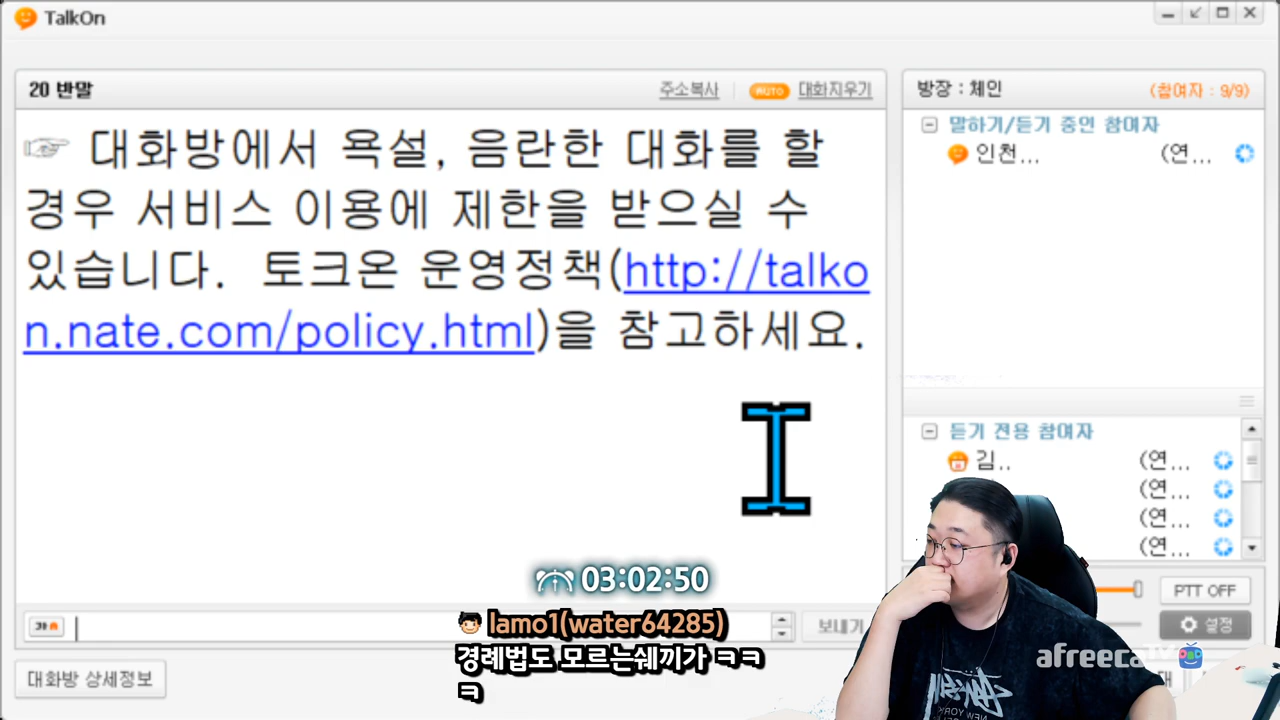 TalkOn
20 반말
주소복사
AUTO 대화지우기
☞ 대화방에서 욕설, 음란한 대화를 할
경우 서비스 이용에 제한을 받으실 수
있습니다. 토크온 운영정책(http://talko
n.nate.com/policy.html)을 참고하세요.
방장 : 체인
(참여자 : 9/9)
말하기/듣기 중인 참여자
인천... (연...
듣기 전용 참여자
김.. (연...
(연...
(연...
(연...
03:02:50
lamo1(water64285)
경례법도 모르는쉐끼가 ㅋㅋ
ㅋ
보내기
대화방 상세정보
PTT OFF
설정
afreecaTV
NEW YORK